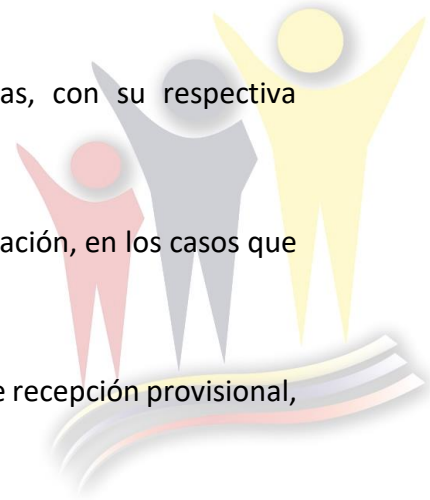 as, con su respectiva
ación, en los casos que
e recepción provisional,